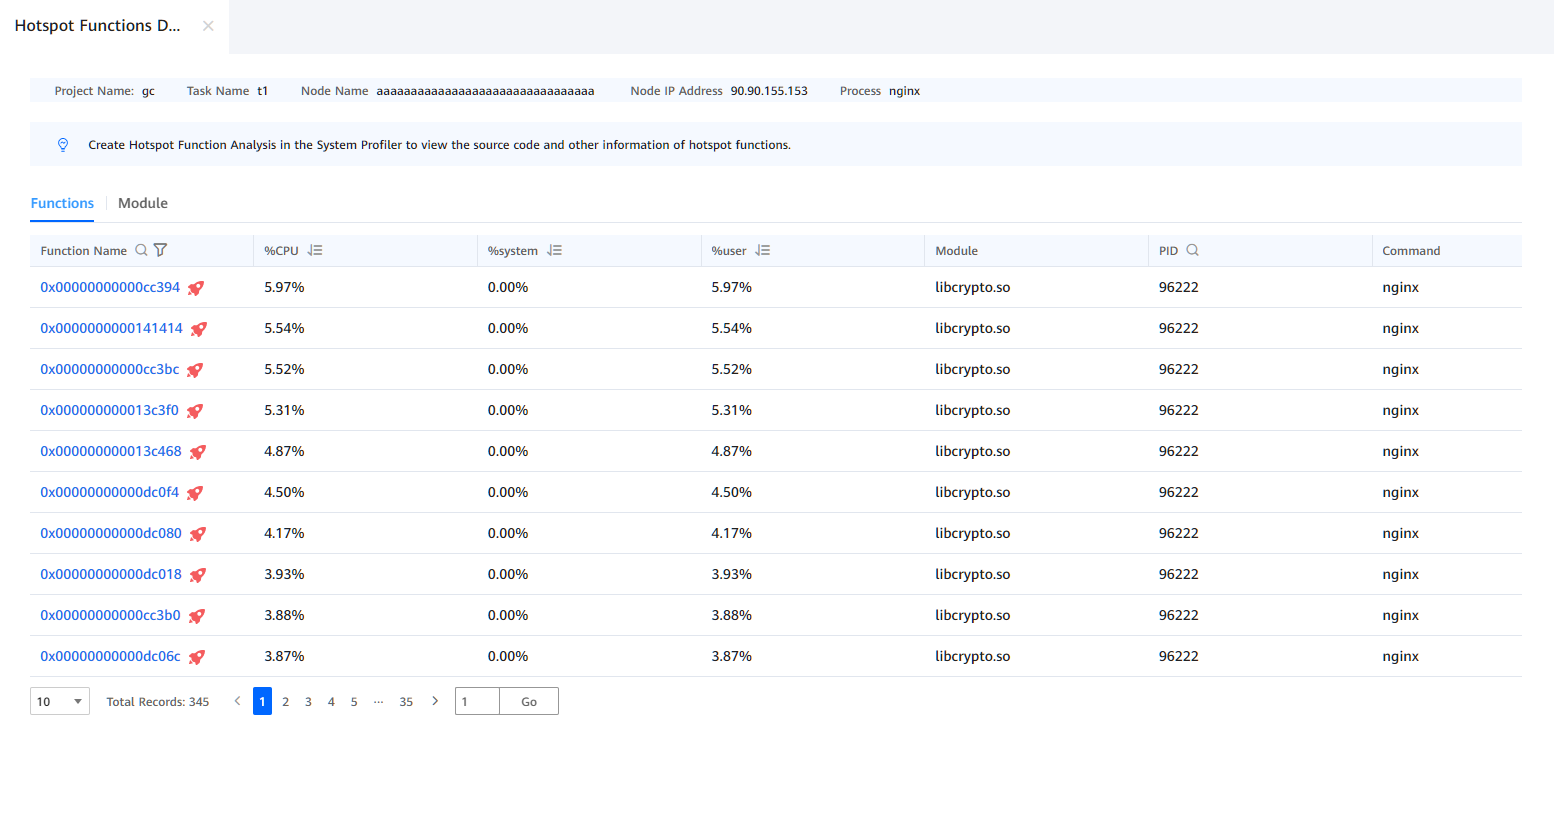 Hotspot Functions D...
Project Name: gc Task Name t1 Node Name aaaaaaaaaaaaaaaaaaaaaaaaaaaaaaaa Node IP Address 90.90.155.153 Process nginx
Create Hotspot Function Analysis in the System Profiler to view the source code and other information of hotspot functions.
Functions Module
Function Name %CPU %system %user Module PID Command
0x00000000000cc394 5.97% 0.00% 5.97% libcrypto.so 96222 nginx
0x0000000000141414 5.54% 0.00% 5.54% libcrypto.so 96222 nginx
0x00000000000cc3bc 5.52% 0.00% 5.52% libcrypto.so 96222 nginx
0x000000000013c3f0 5.31% 0.00% 5.31% libcrypto.so 96222 nginx
0x000000000013c468 4.87% 0.00% 4.87% libcrypto.so 96222 nginx
0x00000000000dc0f4 4.50% 0.00% 4.50% libcrypto.so 96222 nginx
0x00000000000dc080 4.17% 0.00% 4.17% libcrypto.so 96222 nginx
0x00000000000dc018 3.93% 0.00% 3.93% libcrypto.so 96222 nginx
0x00000000000cc3b0 3.88% 0.00% 3.88% libcrypto.so 96222 nginx
0x00000000000dc06c 3.87% 0.00% 3.87% libcrypto.so 96222 nginx
10 Total Records: 345 1 2 3 4 5 ... 35 1 Go